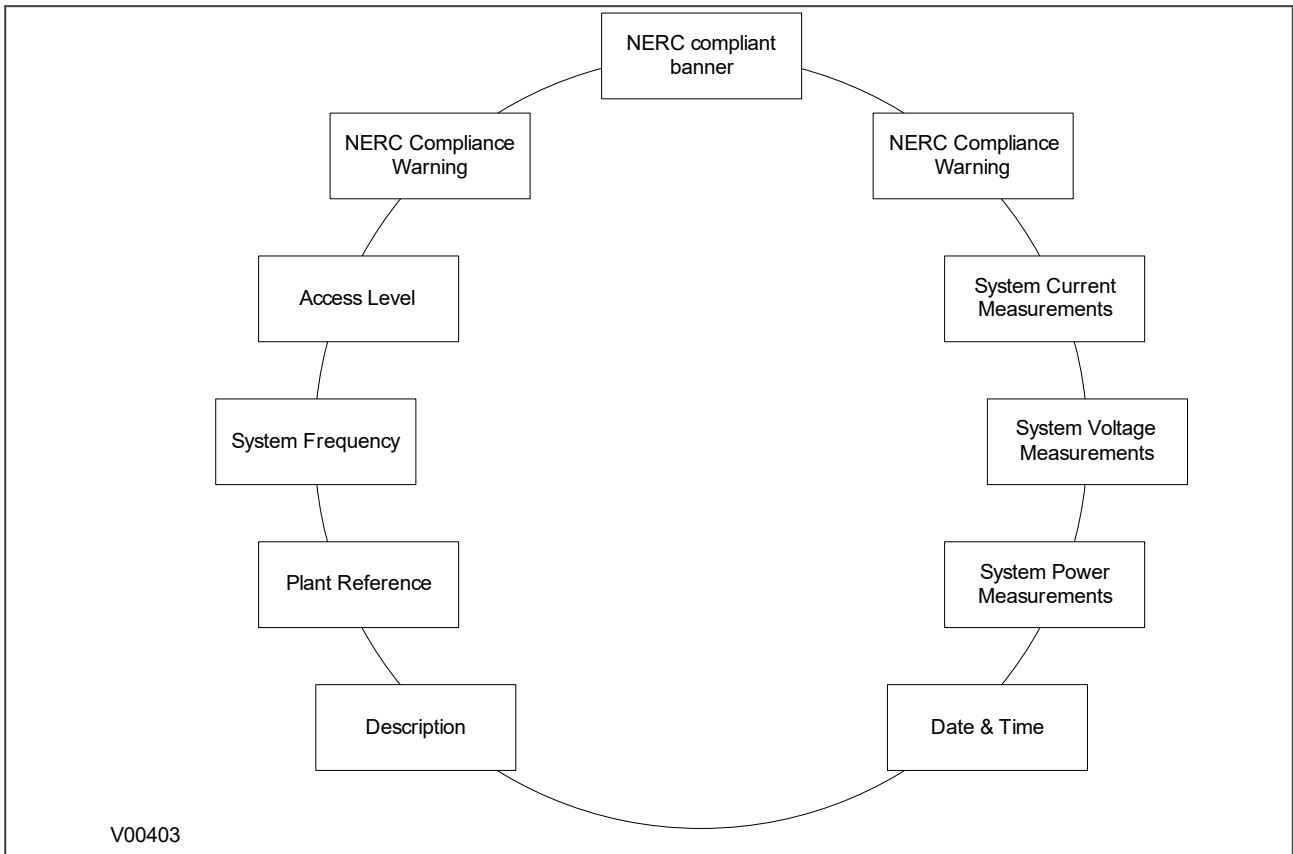 NERC compliant
banner
NERC Compliance
Warning
NERC Compliance
Warning
Access Level
System Current
Measurements
System Frequency
System Voltage
Measurements
Plant Reference
System Power
Measurements
Description
Date & Time
V00403